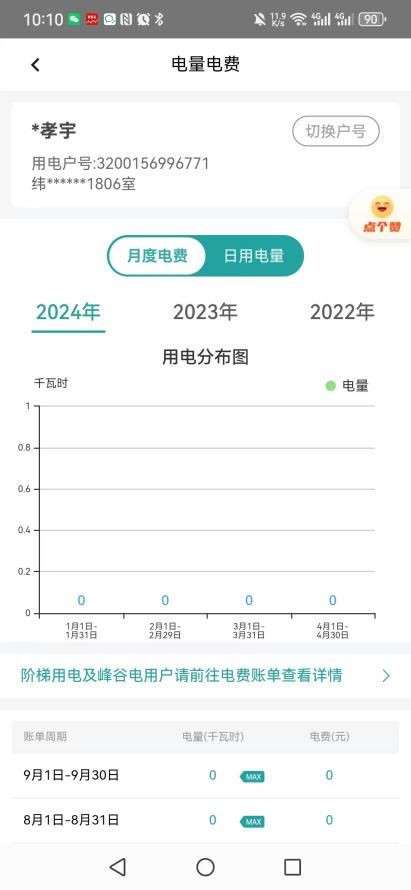 10:10 11.9 K/s 4G 4G 90
电量电费
*孝宇
切换户号
用电户号:3200156996771
纬******1806室
点个赞
月度电费 日用电量
2024年 2023年 2022年
用电分布图
千瓦时
电量
1
0.8
0.6
0.4
0.2
0
0 0 0 0
1月1日- 2月1日- 3月1日- 4月1日-
1月31日 2月29日 3月31日 4月30日
阶梯用电及峰谷电用户请前往电费账单查看详情
账单周期 电量(千瓦时) 电费(元)
9月1日-9月30日 0 MAX 0
8月1日-8月31日 0 MAX 0